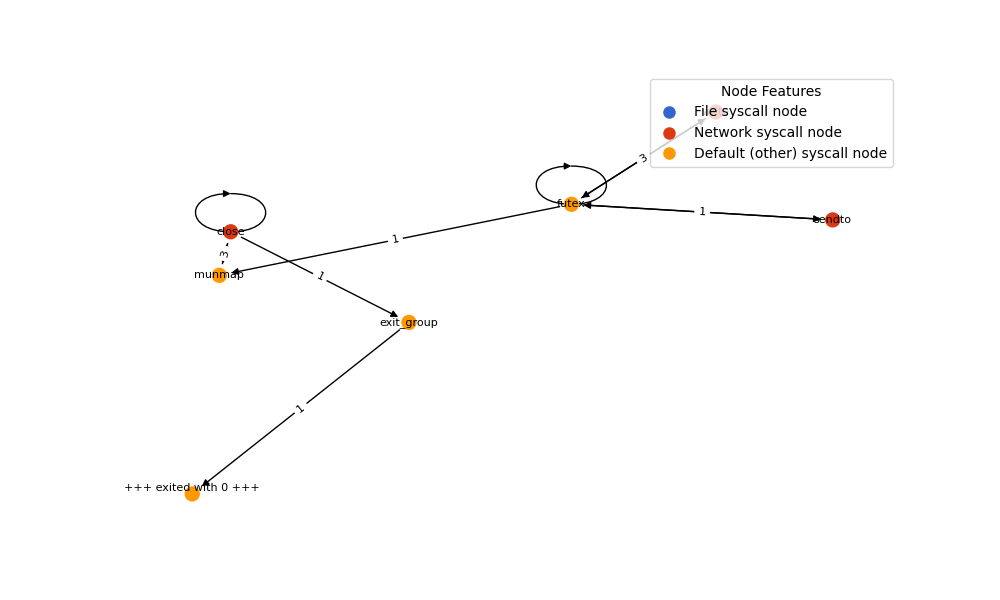 Node Features
File syscall node
Network syscall node
Default (other) syscall node
3
futex
1
sendto
close
1
3
munmap
1
exit_group
1
+++ exited with 0 +++